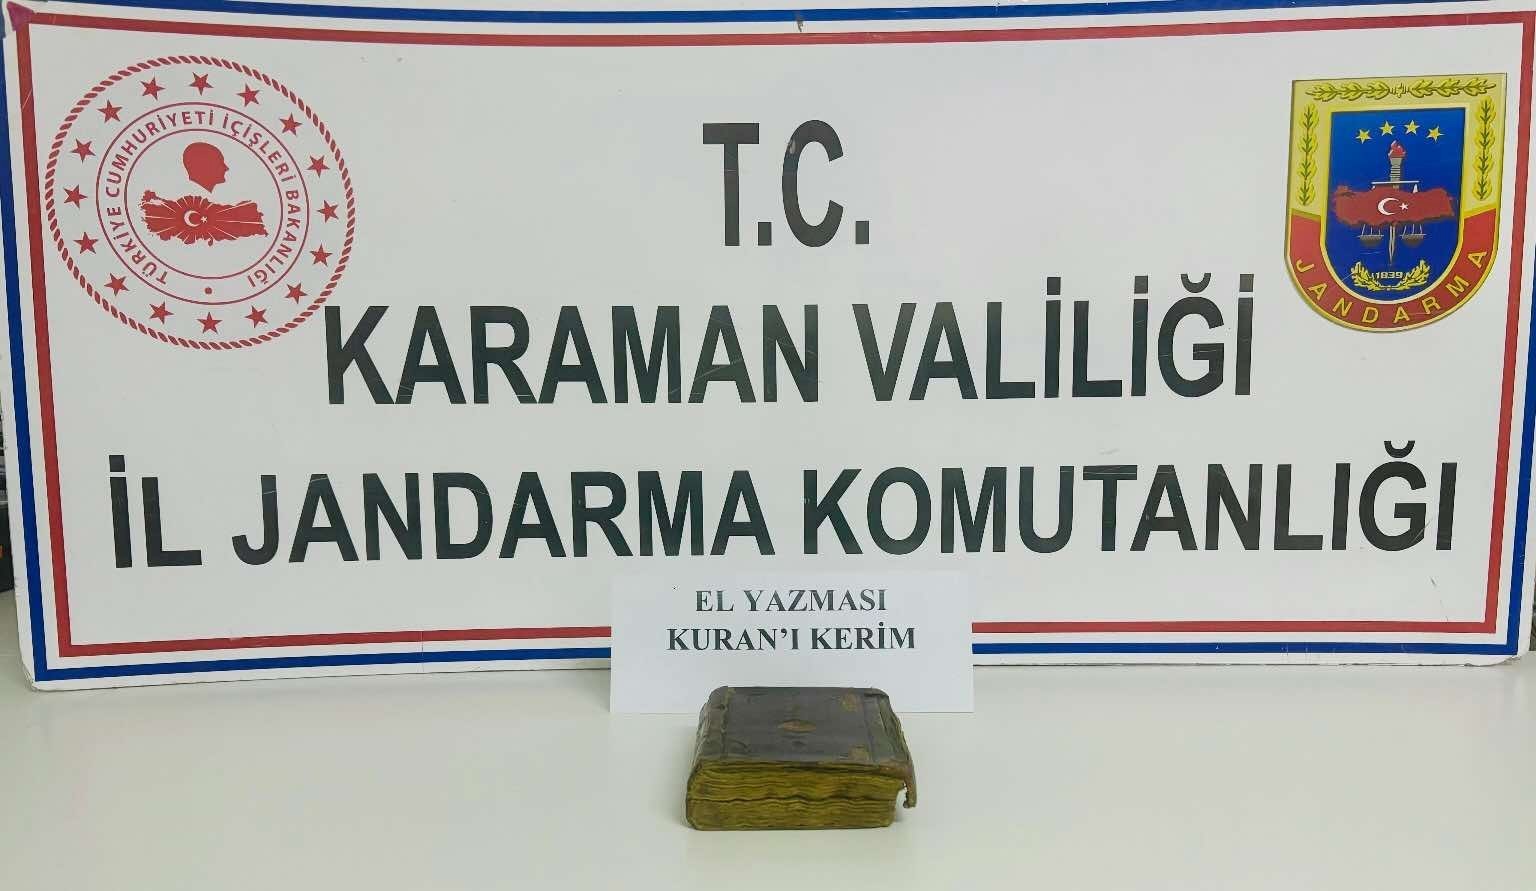 TÜRKİYE CUMHURİYETİ İÇİŞLERİ BAKANLIĞI
T.C.
KARAMAN VALİLİĞİ
İL JANDARMA KOMUTANLIĞI
1839
JANDARMA
EL YAZMASI
KURAN’I KERİM